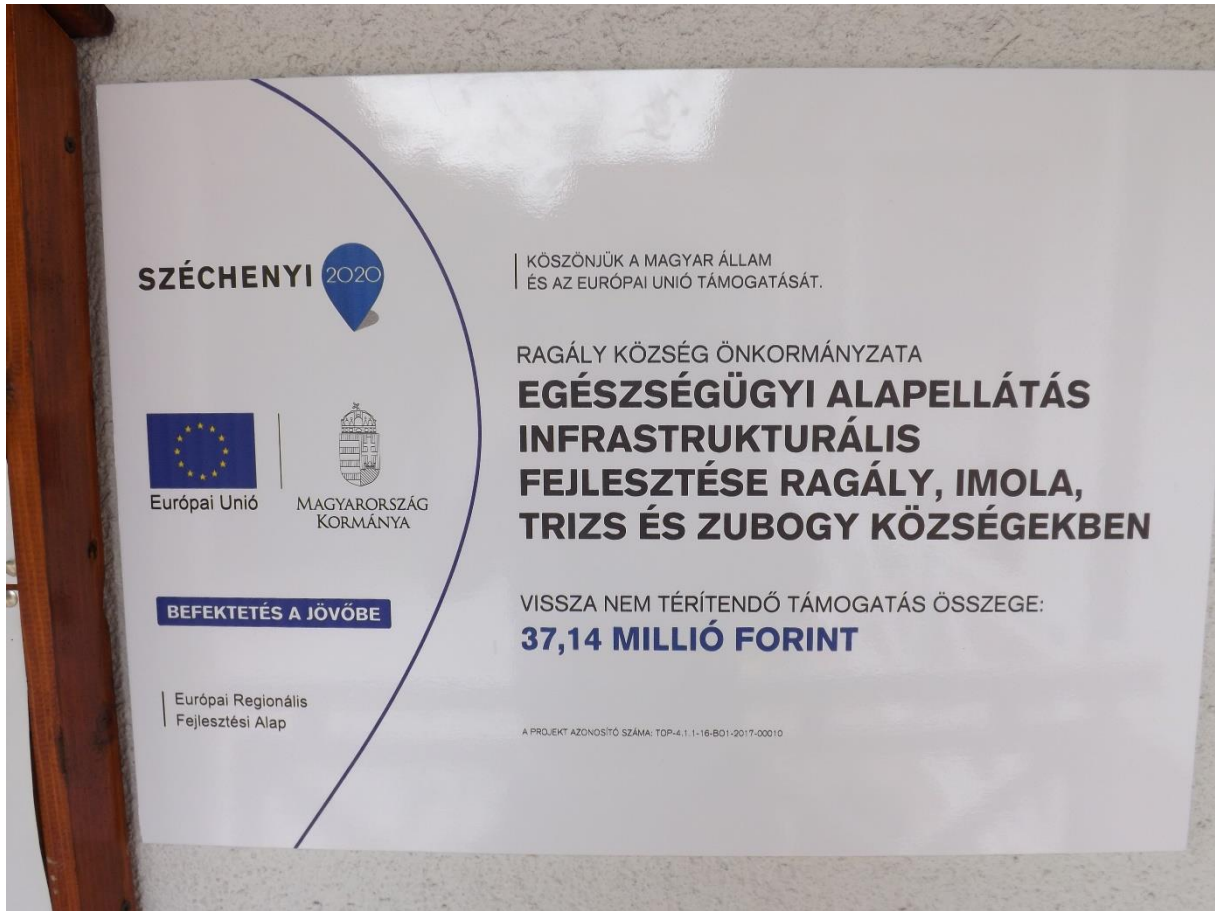 SZÉCHENYI 2020
Európai Unió
MAGYARORSZÁG
KORMÁNYA
BEFEKTETÉS A JÖVŐBE
Európai Regionális
Fejlesztési Alap
KÖSZÖNJÜK A MAGYAR ÁLLAM
ÉS AZ EURÓPAI UNIÓ TÁMOGATÁSÁT.
RAGÁLY KÖZSÉG ÖNKORMÁNYZATA
EGÉSZSÉGÜGYI ALAPELLÁTÁS
INFRASTRUKTURÁLIS
FEJLESZTÉSE RAGÁLY, IMOLA,
TRIZS ÉS ZUBOGY KÖZSÉGEKBEN
VISSZA NEM TÉRÍTENDŐ TÁMOGATÁS ÖSSZEGE:
37,14 MILLIÓ FORINT
A PROJEKT AZONOSÍTÓ SZÁMA: TOP-4.1.1-16-BO1-2017-00010